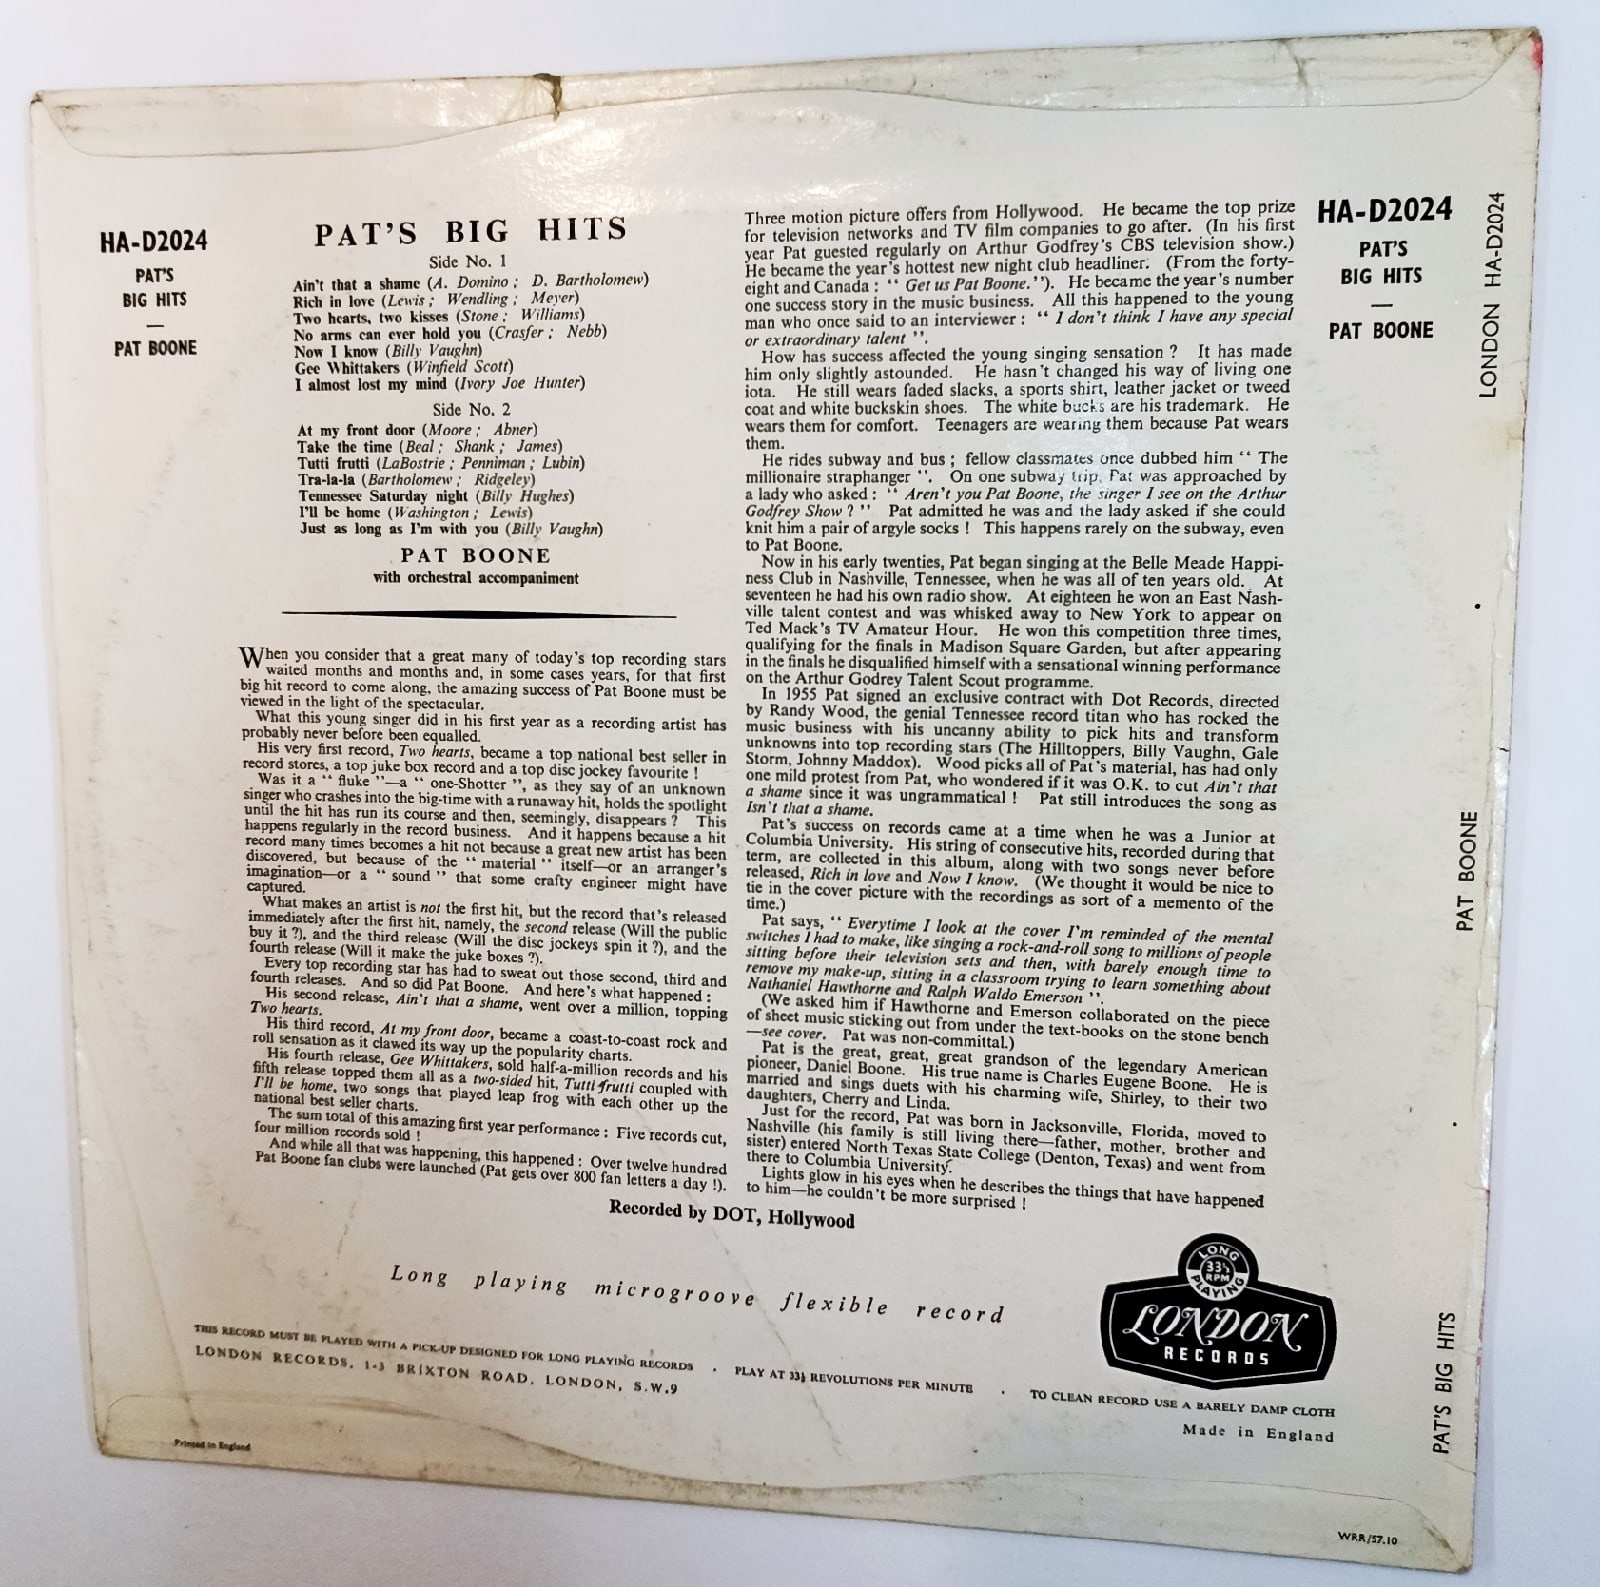 HA-D2024
PAT'S
BIG HITS
—
PAT BOONE
PAT'S BIG HITS
Side No. 1
Ain't that a shame (A. Domino ; D. Bartholomew)
Rich in love (Lewis ; Wendling ; Meyer)
Two hearts, two kisses (Stone ; Williams)
No arms can ever hold you (Crasfer ; Nebb)
Now I know (Billy Vaughn)
Gee Whittakers (Winfield Scott)
I almost lost my mind (Ivory Joe Hunter)
Side No. 2
At my front door (Moore ; Abner)
Take the time (Beal ; Shank ; James)
Tutti frutti (LaBostrie ; Penniman ; Lubin)
Tra-la-la (Bartholomew ; Ridgeley)
Tennessee Saturday night (Billy Hughes)
I'll be home (Washington ; Lewis)
Just as long as I'm with you (Billy Vaughn)
PAT BOONE
with orchestral accompaniment
When you consider that a great many of today's top recording stars
waited months and months and, in some cases years, for that first
big hit record to come along, the amazing success of Pat Boone must be
viewed in the light of the spectacular.
What this young singer did in his first year as a recording artist has
probably never before been equalled.
His very first record, Two hearts, became a top national best seller in
record stores, a top juke box record and a top disc jockey favourite !
Was it a “ fluke ”—a “ one-Shotter ”, as they say of an unknown
singer who crashes into the big-time with a runaway hit, holds the spotlight
until the hit has run its course and then, seemingly, disappears ? This
happens regularly in the record business. And it happens because a hit
record many times becomes a hit not because a great new artist has been
discovered, but because of the “ material ” itself—or an arranger's
imagination—or a “ sound ” that some crafty engineer might have
captured.
What makes an artist is not the first hit, but the record that's released
immediately after the first hit, namely, the second release (Will the public
buy it ?), and the third release (Will the disc jockeys spin it ?), and the
fourth release (Will it make the juke boxes ?).
Every top recording star has had to sweat out those second, third and
fourth releases. And so did Pat Boone. And here's what happened :
His second release, Ain't that a shame, went over a million, topping
Two hearts.
His third record, At my front door, became a coast-to-coast rock and
roll sensation as it clawed its way up the popularity charts.
His fourth release, Gee Whittakers, sold half-a-million records and his
fifth release topped them all as a two-sided hit, Tutti frutti coupled with
I'll be home, two songs that played leap frog with each other up the
national best seller charts.
The sum total of this amazing first year performance : Five records cut,
four million records sold !
And while all that was happening, this happened : Over twelve hundred
Pat Boone fan clubs were launched (Pat gets over 800 fan letters a day !).
Three motion picture offers from Hollywood. He became the top prize
for television networks and TV film companies to go after. (In his first
year Pat guested regularly on Arthur Godfrey's CBS television show.)
He became the year's hottest new night club headliner. (From the forty-
eight and Canada : “ Get us Pat Boone.”). He became the year's number
one success story in the music business. All this happened to the young
man who once said to an interviewer : “ I don't think I have any special
or extraordinary talent ”.
How has success affected the young singing sensation ? It has made
him only slightly astounded. He hasn't changed his way of living one
iota. He still wears faded slacks, a sports shirt, leather jacket or tweed
coat and white buckskin shoes. The white bucks are his trademark. He
wears them for comfort. Teenagers are wearing them because Pat wears
them.
He rides subway and bus ; fellow classmates once dubbed him “ The
millionaire straphanger ”. On one subway trip, Pat was approached by
a lady who asked : “ Aren't you Pat Boone, the singer I see on the Arthur
Godfrey Show ? ” Pat admitted he was and the lady asked if she could
knit him a pair of argyle socks ! This happens rarely on the subway, even
to Pat Boone.
Now in his early twenties, Pat began singing at the Belle Meade Happi-
ness Club in Nashville, Tennessee, when he was all of ten years old. At
seventeen he had his own radio show. At eighteen he won an East Nash-
ville talent contest and was whisked away to New York to appear on
Ted Mack's TV Amateur Hour. He won this competition three times,
qualifying for the finals in Madison Square Garden, but after appearing
in the finals he disqualified himself with a sensational winning performance
on the Arthur Godrey Talent Scout programme.
In 1955 Pat signed an exclusive contract with Dot Records, directed
by Randy Wood, the genial Tennessee record titan who has rocked the
music business with his uncanny ability to pick hits and transform
unknowns into top recording stars (The Hilltoppers, Billy Vaughn, Gale
Storm, Johnny Maddox). Wood picks all of Pat's material, has had only
one mild protest from Pat, who wondered if it was O.K. to cut Ain't that
a shame since it was ungrammatical ! Pat still introduces the song as
Isn't that a shame.
Pat's success on records came at a time when he was a Junior at
Columbia University. His string of consecutive hits, recorded during that
term, are collected in this album, along with two songs never before
released, Rich in love and Now I know. (We thought it would be nice to
tie in the cover picture with the recordings as sort of a memento of the
time.)
Pat says, “ Everytime I look at the cover I'm reminded of the mental
switches I had to make, like singing a rock-and-roll song to millions of people
sitting before their television sets and then, with barely enough time to
remove my make-up, sitting in a classroom trying to learn something about
Nathaniel Hawthorne and Ralph Waldo Emerson ”.
(We asked him if Hawthorne and Emerson collaborated on the piece
of sheet music sticking out from under the text-books on the stone bench
—see cover. Pat was non-committal.)
Pat is the great, great, great grandson of the legendary American
pioneer, Daniel Boone. His true name is Charles Eugene Boone. He is
married and sings duets with his charming wife, Shirley, to their two
daughters, Cherry and Linda.
Just for the record, Pat was born in Jacksonville, Florida, moved to
Nashville (his family is still living there—father, mother, brother and
sister) entered North Texas State College (Denton, Texas) and went from
there to Columbia University.
Lights glow in his eyes when he describes the things that have happened
to him—he couldn't be more surprised !
HA-D2024
PAT'S
BIG HITS
—
PAT BOONE
LONDON HA-D2024
PAT BOONE
PAT'S BIG HITS
Recorded by DOT, Hollywood
Long playing microgroove flexible record
LONG
33⅓
RPM
PLAYING
LONDON
RECORDS
THIS RECORD MUST BE PLAYED WITH A PICK-UP DESIGNED FOR LONG PLAYING RECORDS · PLAY AT 33⅓ REVOLUTIONS PER MINUTE · TO CLEAN RECORD USE A BARELY DAMP CLOTH
LONDON RECORDS, 1-3 BRIXTON ROAD, LONDON, S.W.9
Made in England
Printed in England
WRR/57.10